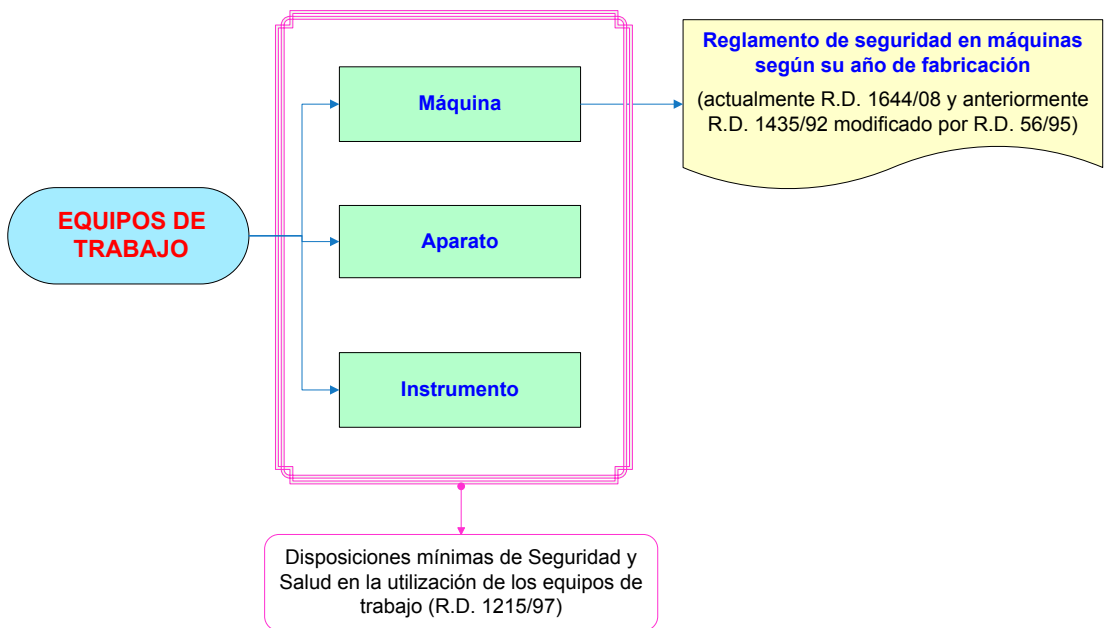 Reglamento de seguridad en máquinas
según su año de fabricación
(actualmente R.D. 1644/08 y anteriormente
R.D. 1435/92 modificado por R.D. 56/95)
Máquina
EQUIPOS DE
TRABAJO
Aparato
Instrumento
Disposiciones mínimas de Seguridad y
Salud en la utilización de los equipos de
trabajo (R.D. 1215/97)